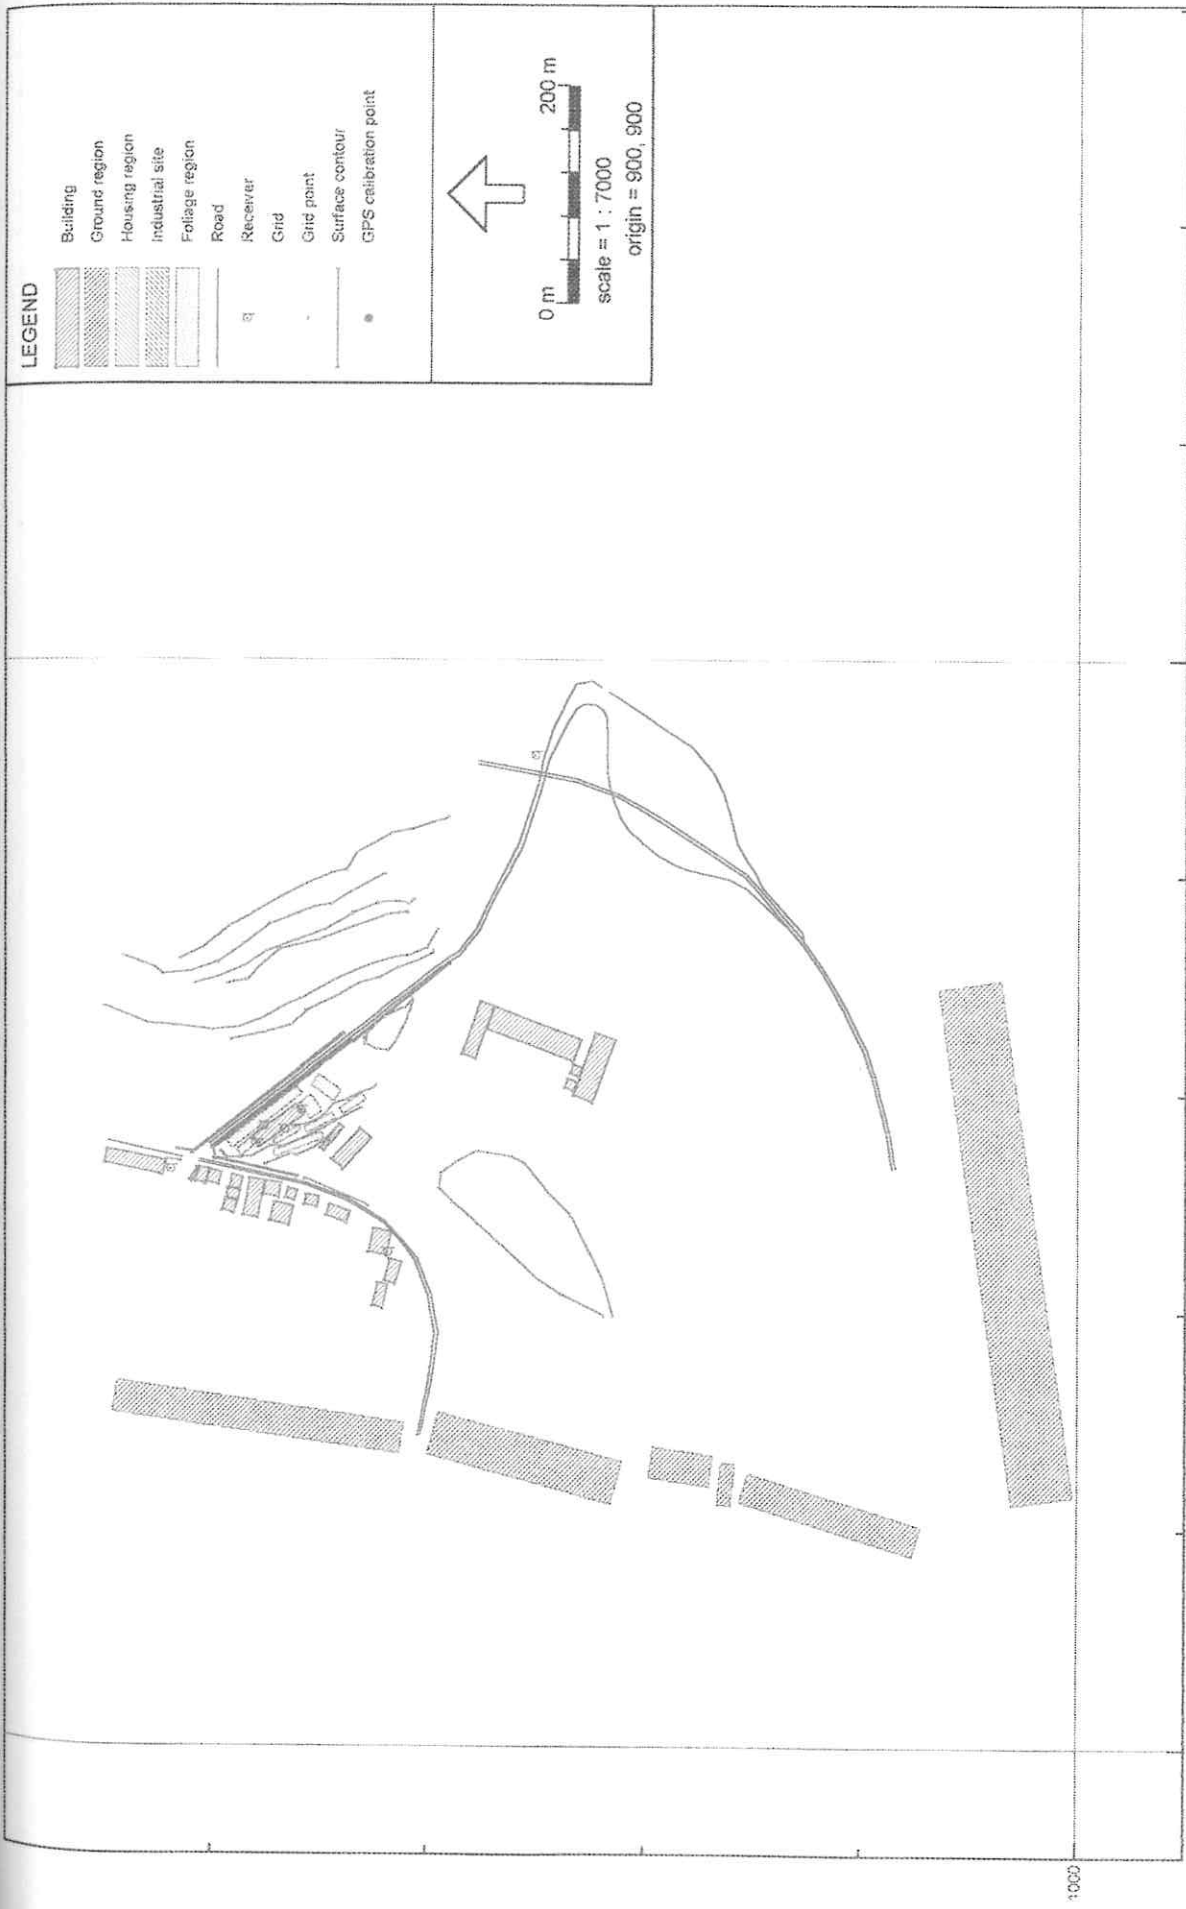 LEGEND
Building
Ground region
Housing region
Industrial site
Foliage region
Road
Receiver
Grid
Grid point
Surface contour
GPS calibration point
0 m 200 m
scale = 1 : 7000
origin = 900, 900
1000